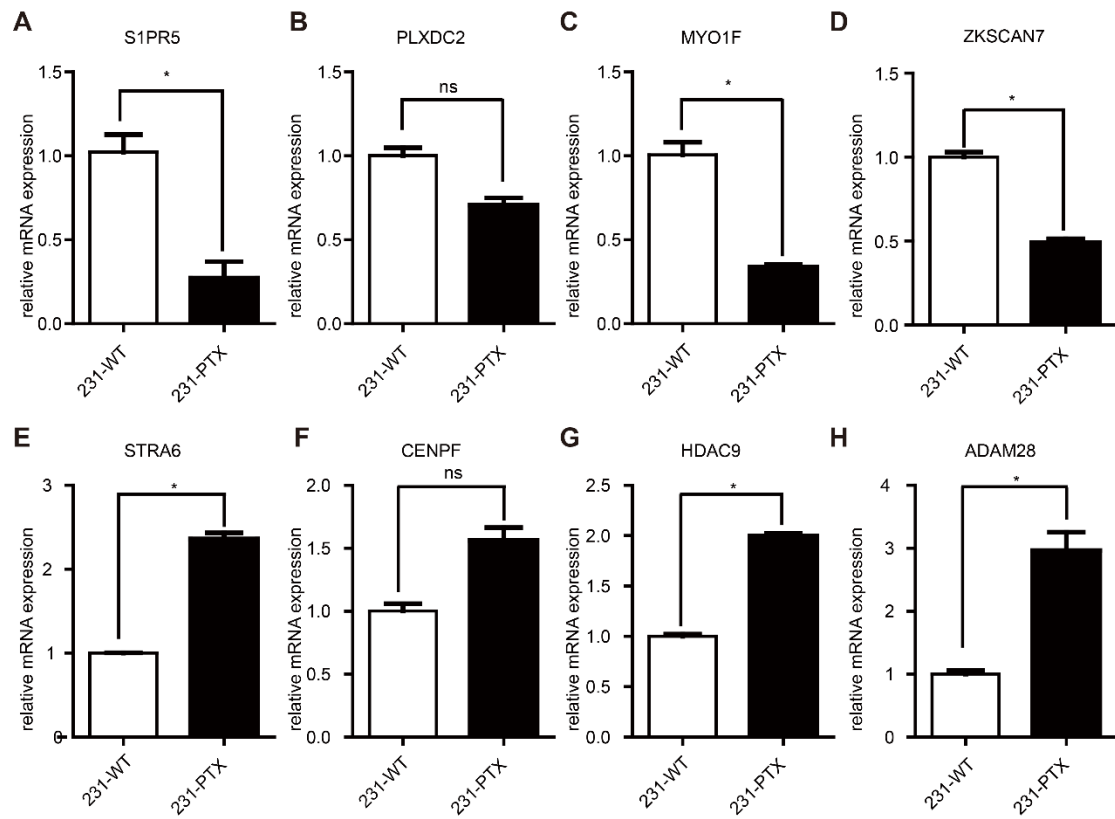 A
S1PR5
relative mRNA expression
1.5
1.0
0.5
0.0
*
231-WT
231-PTX
B
PLXDC2
relative mRNA expression
1.5
1.0
0.5
0.0
ns
231-WT
231-PTX
C
MYO1F
relative mRNA expression
1.5
1.0
0.5
0.0
*
231-WT
231-PTX
D
ZKSCAN7
relative mRNA expression
1.5
1.0
0.5
0.0
*
231-WT
231-PTX
E
STRA6
relative mRNA expression
3
2
1
0
*
231-WT
231-PTX
F
CENPF
relative mRNA expression
2.0
1.5
1.0
0.5
0.0
ns
231-WT
231-PTX
G
HDAC9
relative mRNA expression
2.5
2.0
1.5
1.0
0.5
0.0
*
231-WT
231-PTX
H
ADAM28
relative mRNA expression
4
3
2
1
0
*
231-WT
231-PTX